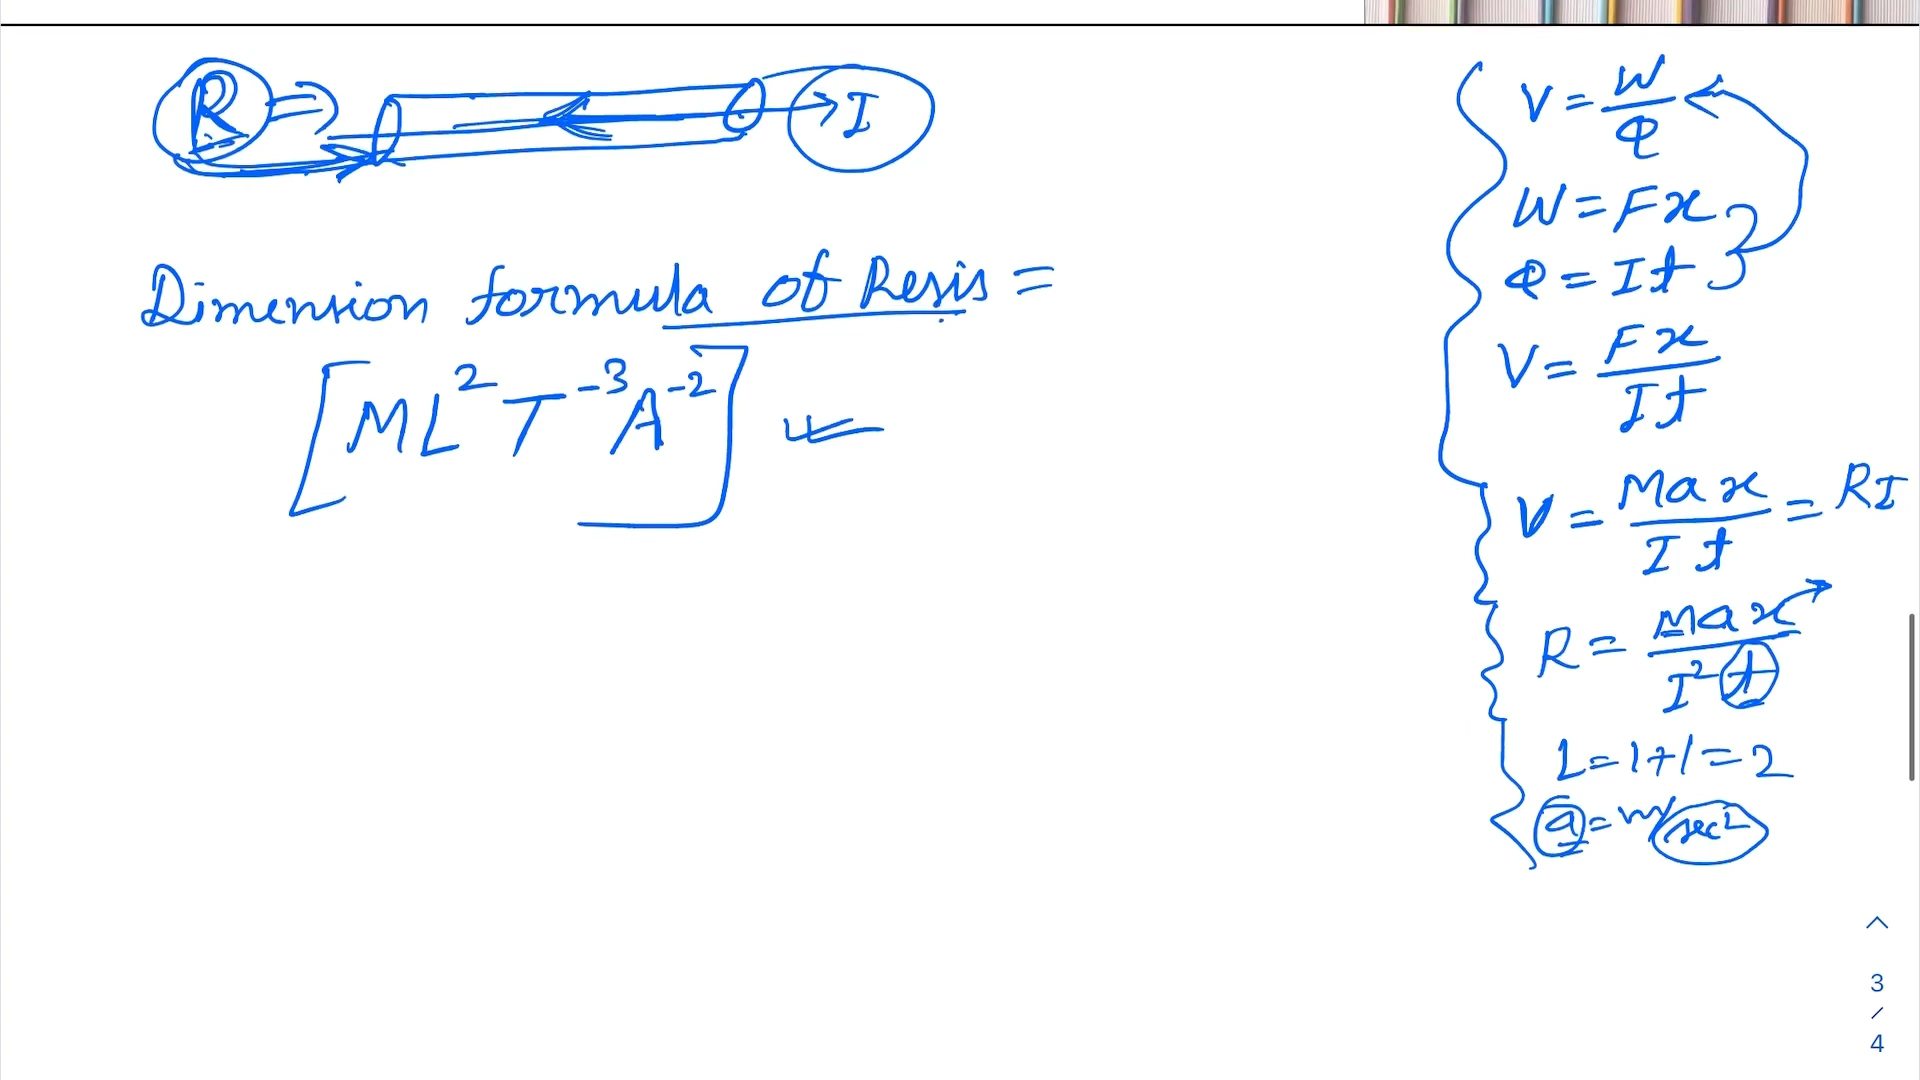 R ⇒ I
Dimension formula of Resis =
[ML²T⁻³A⁻²]
V = W/Q
W = Fx
Q = It
V = Fx/It
V = Max/It = RI
R = Max/I²t
L = 1+1 = 2
a = m/sec²
3
/
4